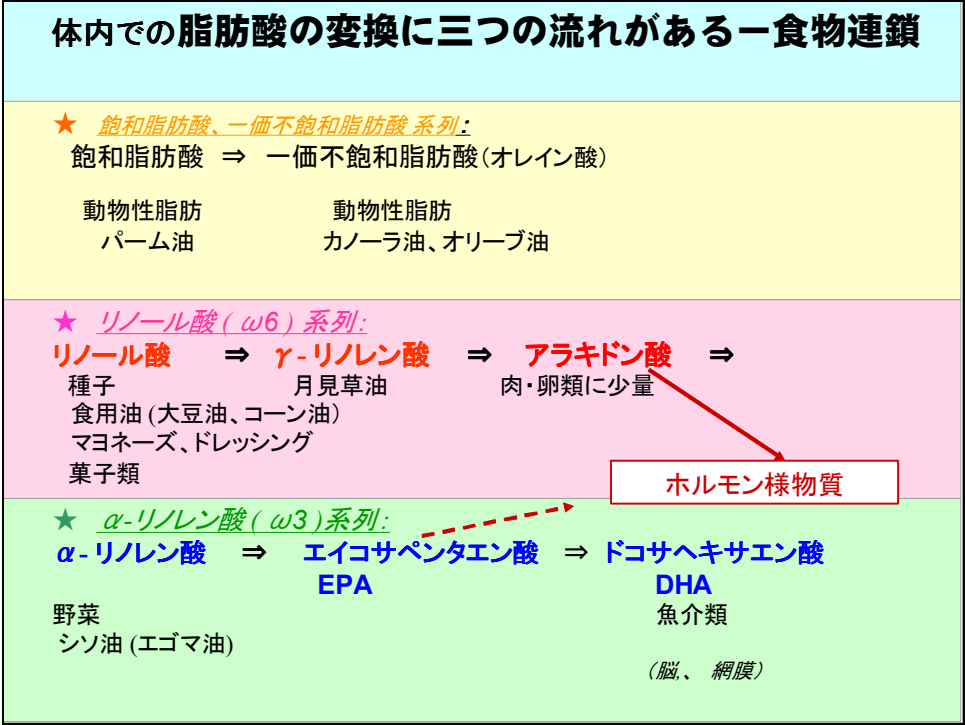 体内での脂肪酸の変換に三つの流れがあるー食物連鎖
★ 飽和脂肪酸、一価不飽和脂肪酸 系列：
飽和脂肪酸 ⇒ 一価不飽和脂肪酸（オレイン酸）
動物性脂肪 動物性脂肪
パーム油 カノーラ油、オリーブ油
★ リノール酸 ( ω6 ) 系列：
リノール酸 ⇒ γ - リノレン酸 ⇒ アラキドン酸 ⇒
種子 月見草油 肉・卵類に少量
食用油 (大豆油、コーン油）
マヨネーズ、ドレッシング
菓子類
ホルモン様物質
★ α-リノレン酸 ( ω3 )系列：
α - リノレン酸 ⇒ エイコサペンタエン酸 ⇒ ドコサヘキサエン酸
EPA DHA
野菜 魚介類
シソ油 (エゴマ油)
（脳,、 網膜）